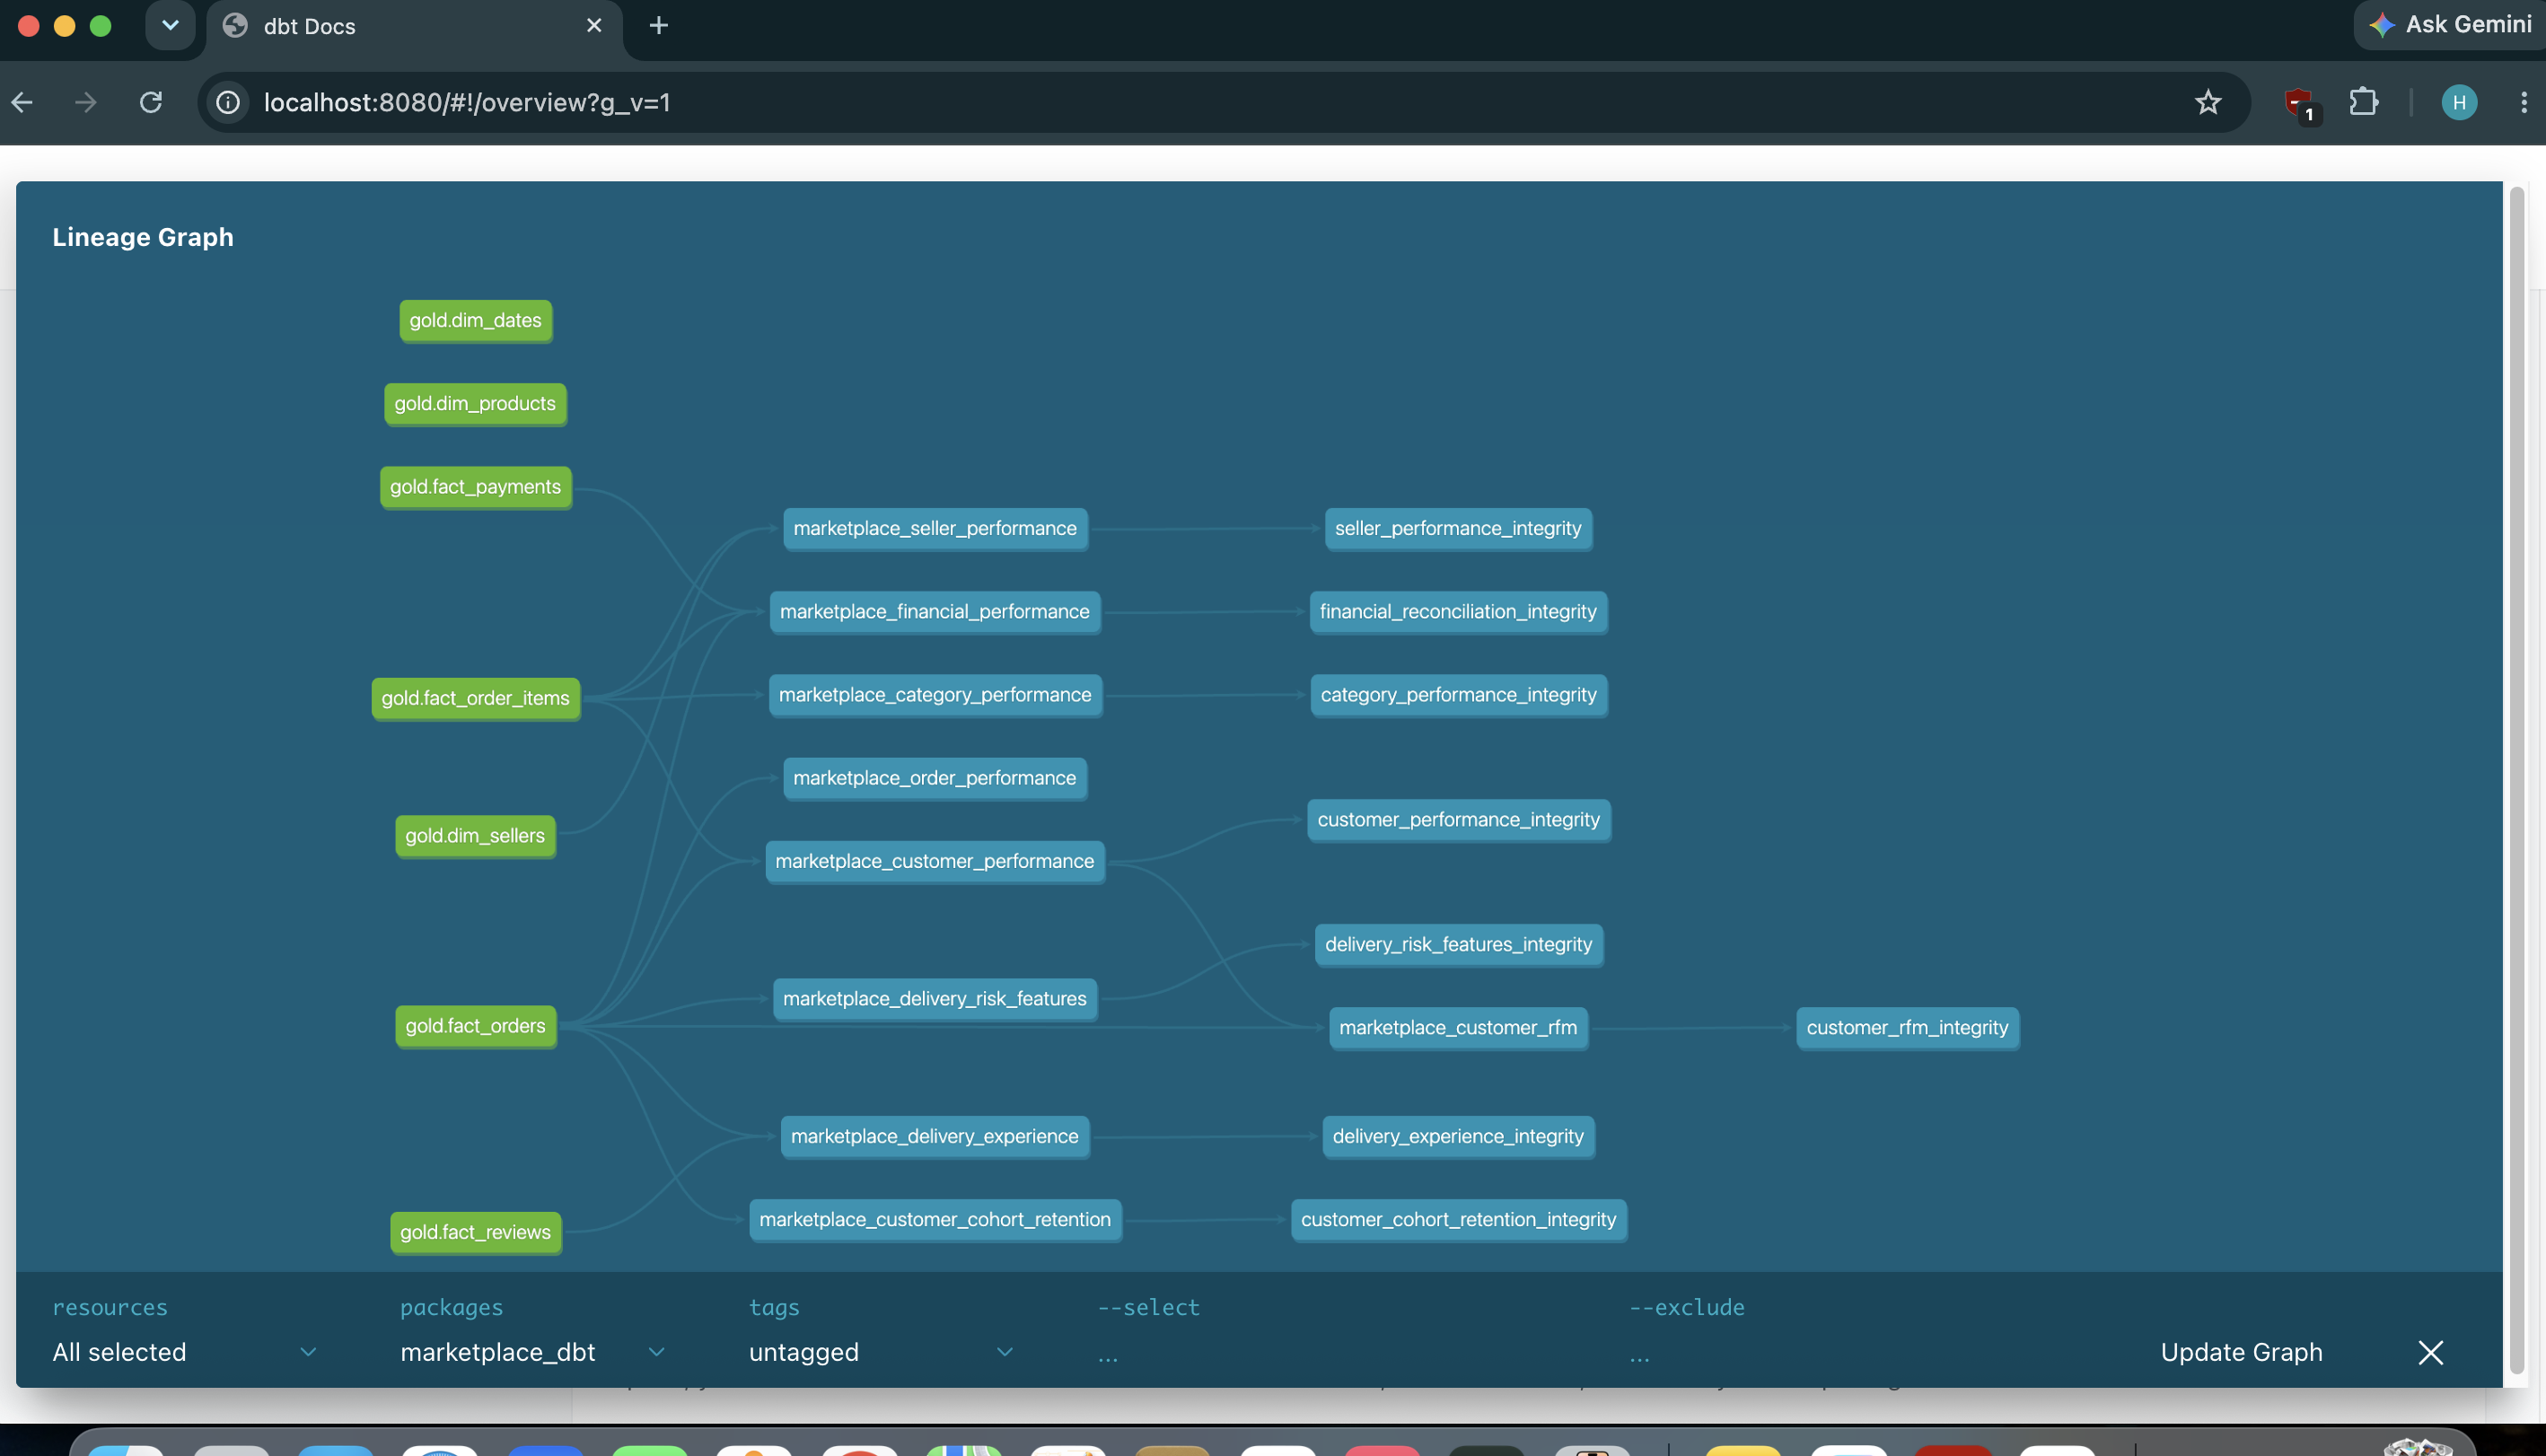 dbt Docs
Ask Gemini
localhost:8080/#!/overview?g_v=1
1
H
Lineage Graph
gold.dim_dates
gold.dim_products
gold.fact_payments
marketplace_seller_performance
seller_performance_integrity
marketplace_financial_performance
financial_reconciliation_integrity
gold.fact_order_items
marketplace_category_performance
category_performance_integrity
marketplace_order_performance
gold.dim_sellers
customer_performance_integrity
marketplace_customer_performance
delivery_risk_features_integrity
marketplace_delivery_risk_features
gold.fact_orders
marketplace_customer_rfm
customer_rfm_integrity
marketplace_delivery_experience
delivery_experience_integrity
gold.fact_reviews
marketplace_customer_cohort_retention
customer_cohort_retention_integrity
resources
packages
tags
--select
--exclude
All selected
marketplace_dbt
untagged
...
...
Update Graph